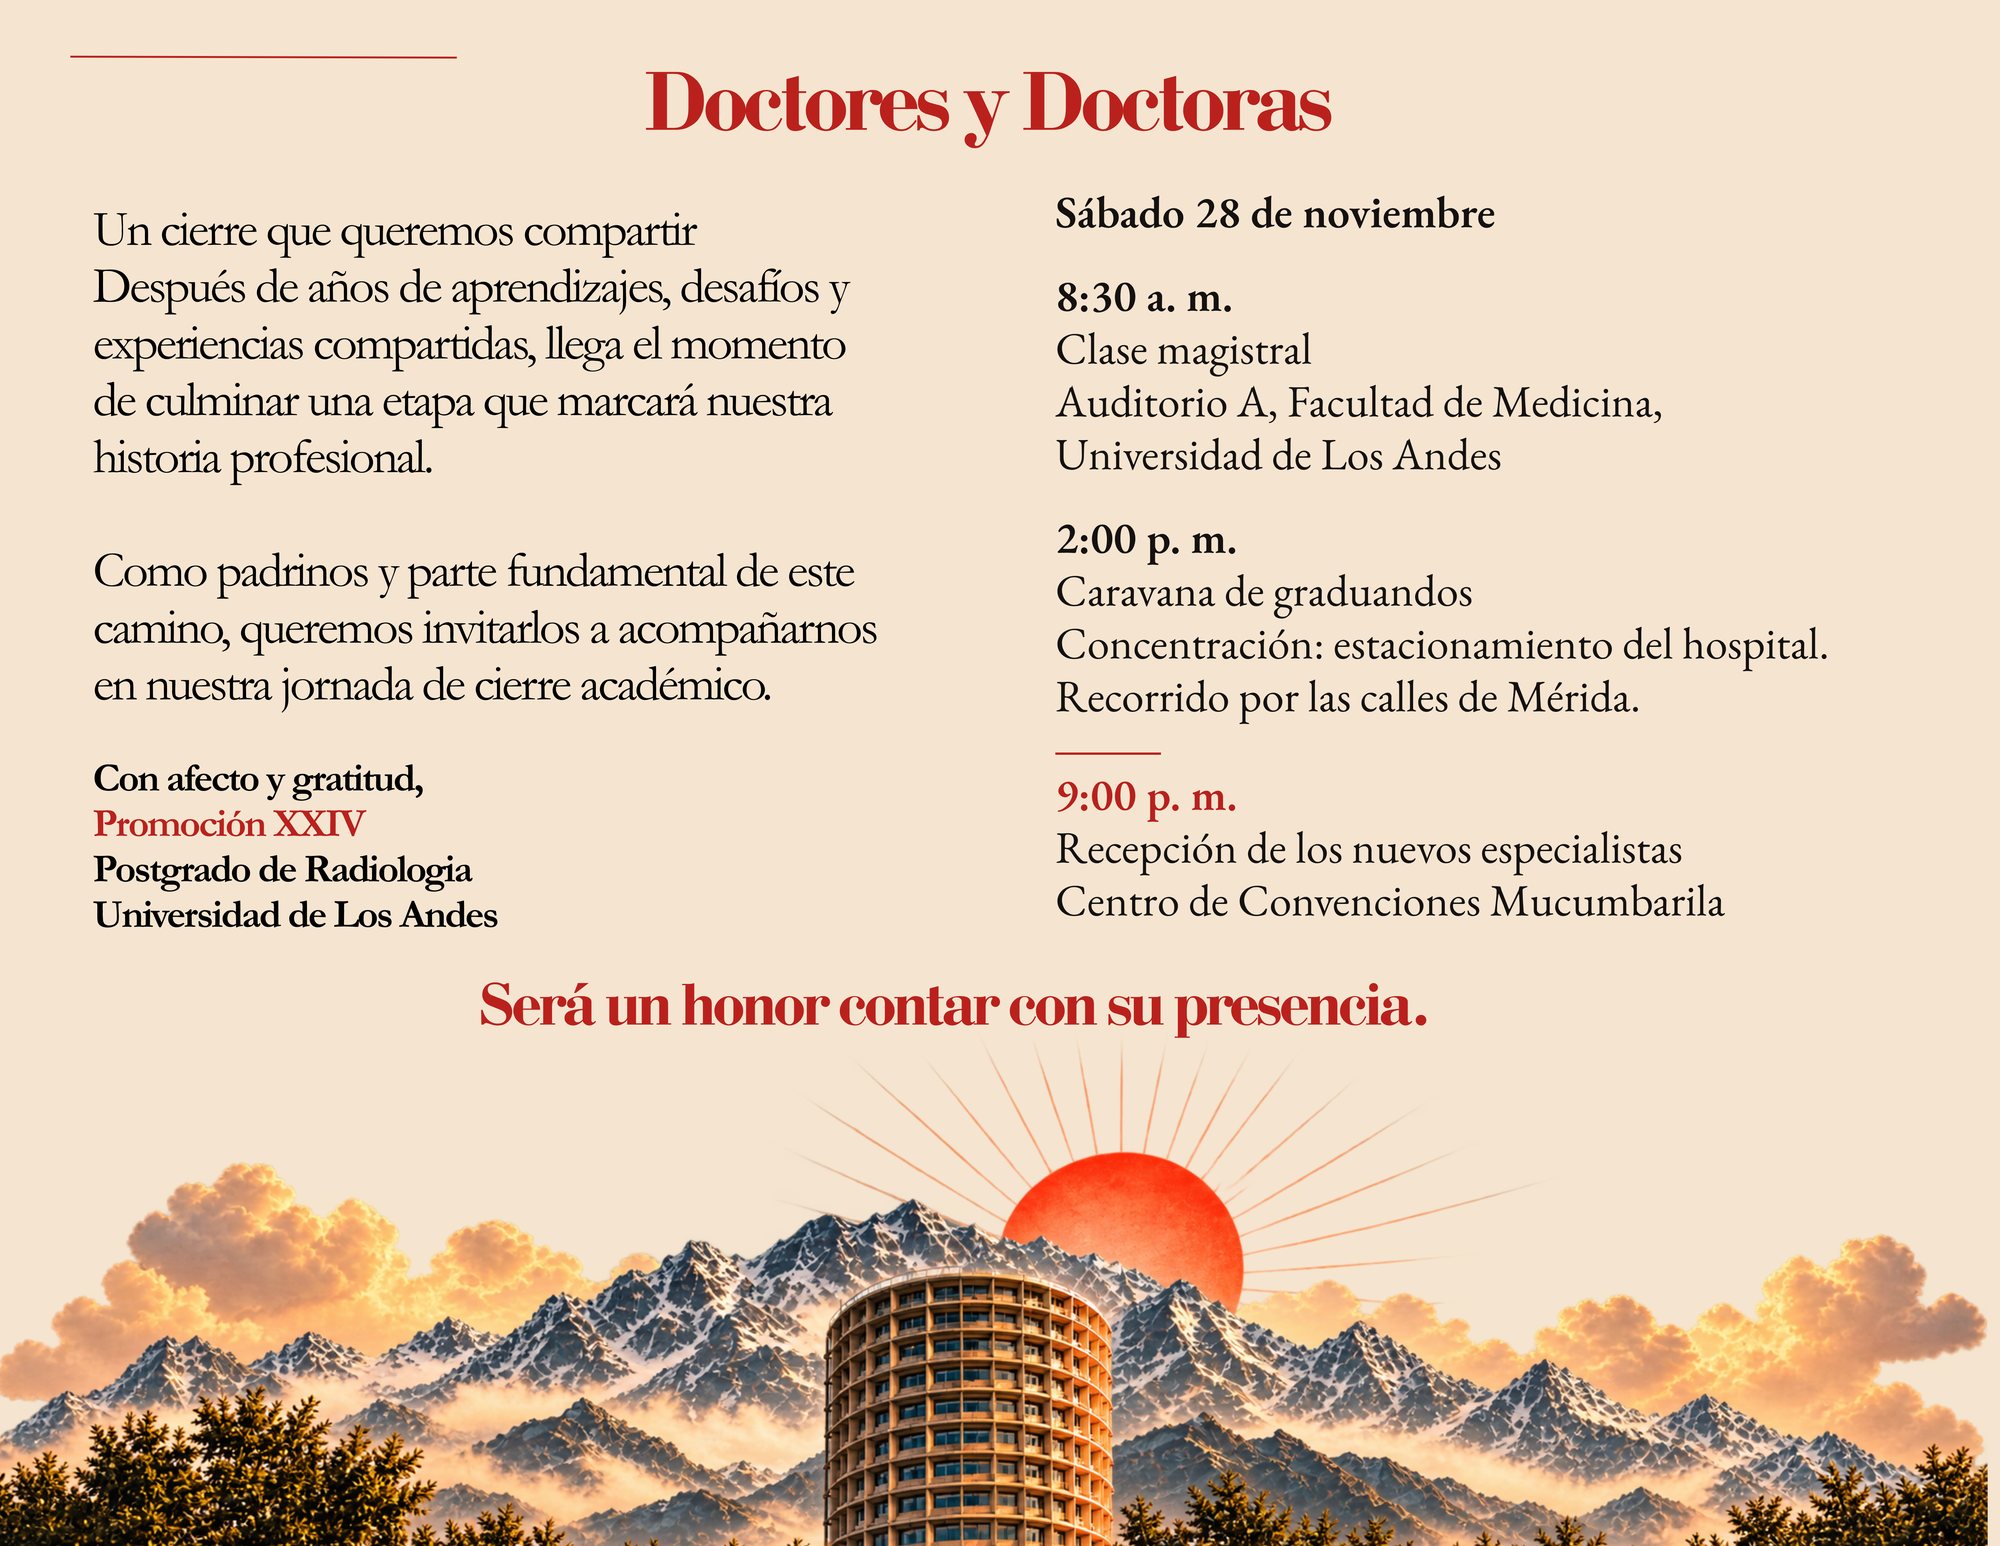 Doctores y Doctoras
Un cierre que queremos compartir
Después de años de aprendizajes, desafíos y
experiencias compartidas, llega el momento
de culminar una etapa que marcará nuestra
historia profesional.
Como padrinos y parte fundamental de este
camino, queremos invitarlos a acompañarnos
en nuestra jornada de cierre académico.
Con afecto y gratitud,
Promoción XXIV
Postgrado de Radiologia
Universidad de Los Andes
Sábado 28 de noviembre
8:30 a. m.
Clase magistral
Auditorio A, Facultad de Medicina,
Universidad de Los Andes
2:00 p. m.
Caravana de graduandos
Concentración: estacionamiento del hospital.
Recorrido por las calles de Mérida.
9:00 p. m.
Recepción de los nuevos especialistas
Centro de Convenciones Mucumbarila
Será un honor contar con su presencia.